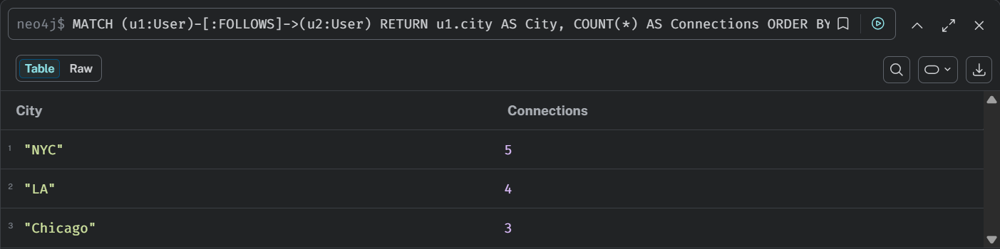 neo4j$ MATCH (u1:User)-[:FOLLOWS]->(u2:User) RETURN u1.city AS City, COUNT(*) AS Connections ORDER BY
Table Raw
City Connections
1 "NYC" 5
2 "LA" 4
3 "Chicago" 3